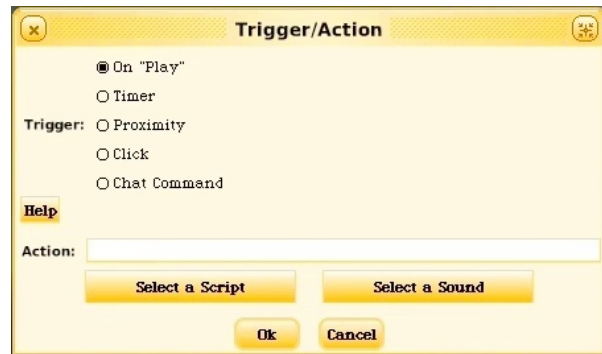 Trigger/Action
On "Play"
Timer
Trigger: Proximity
Click
Chat Command
Help
Action:
Select a Script Select a Sound
Ok Cancel